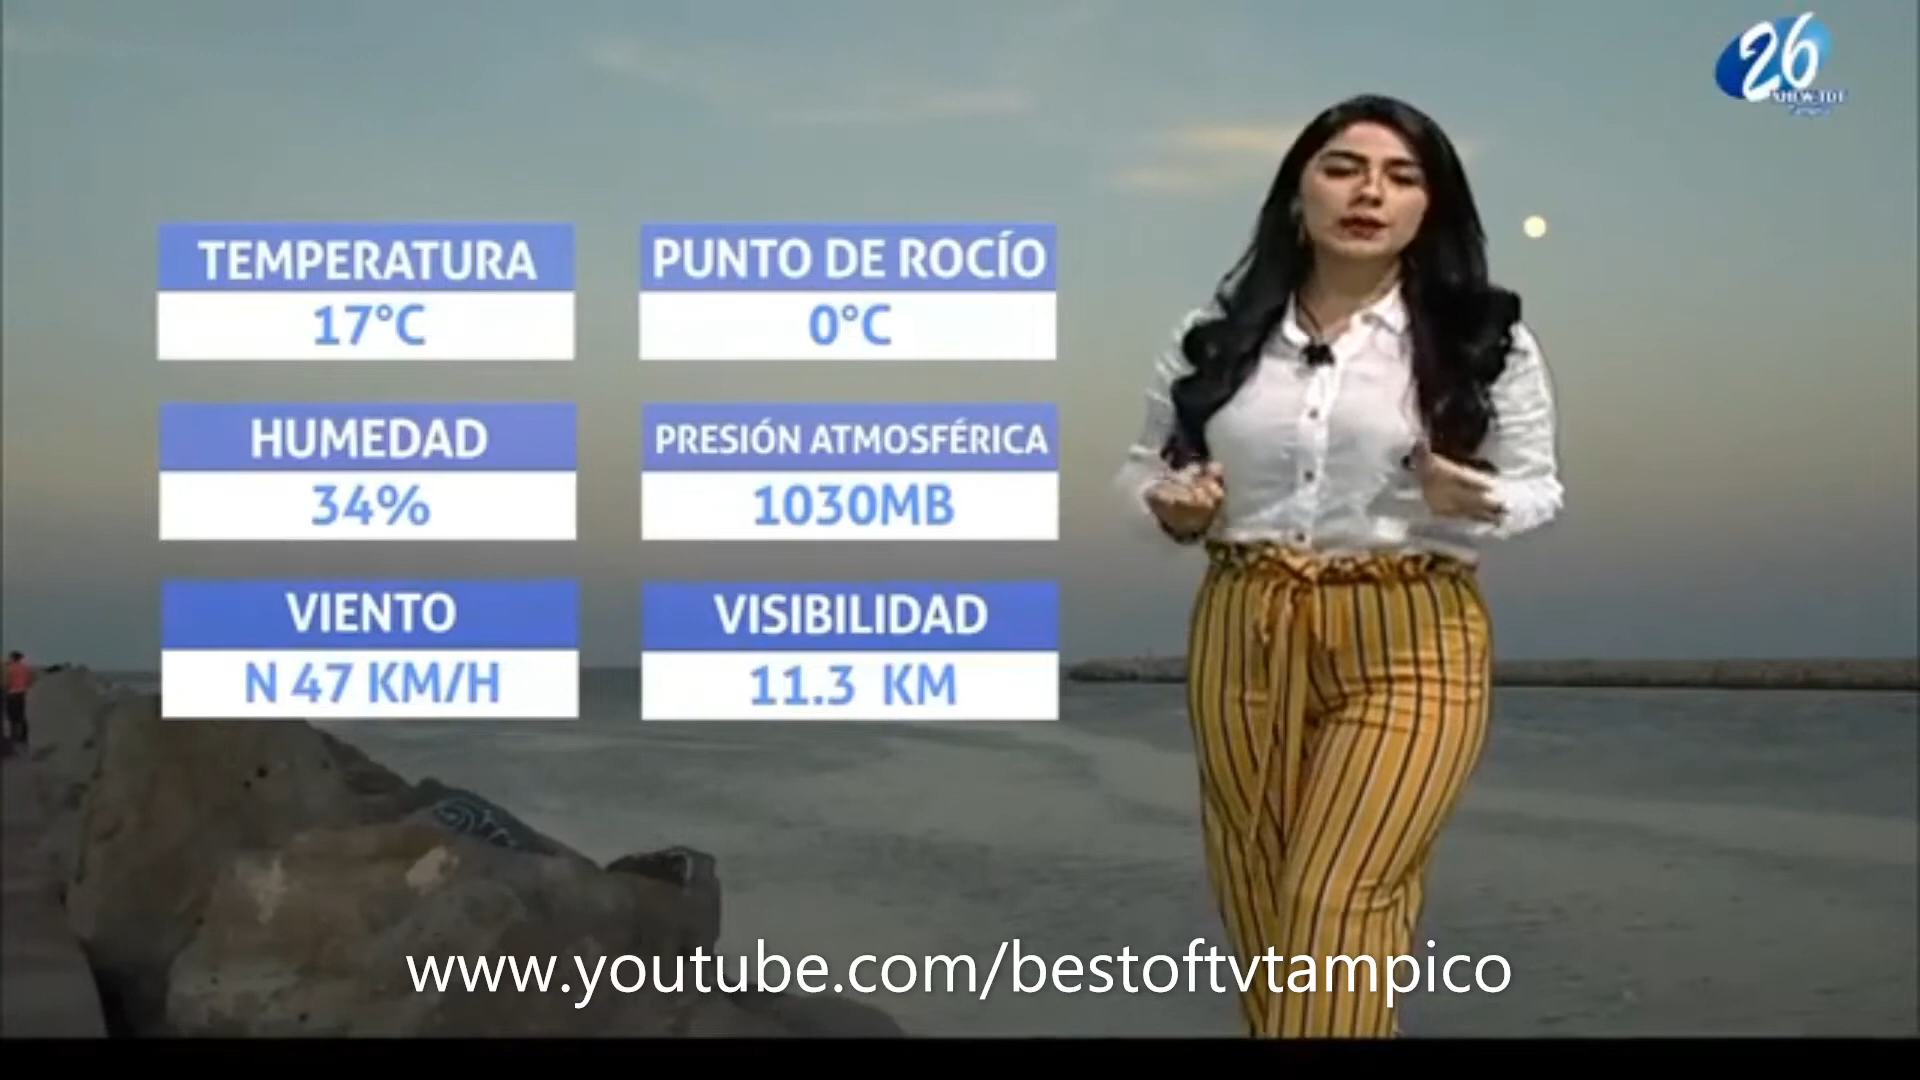 26
TEMPERATURA
17°C
PUNTO DE ROCÍO
0°C
HUMEDAD
34%
PRESIÓN ATMOSFÉRICA
1030MB
VIENTO
N 47 KM/H
VISIBILIDAD
11.3 KM
www.youtube.com/bestoftvtampico